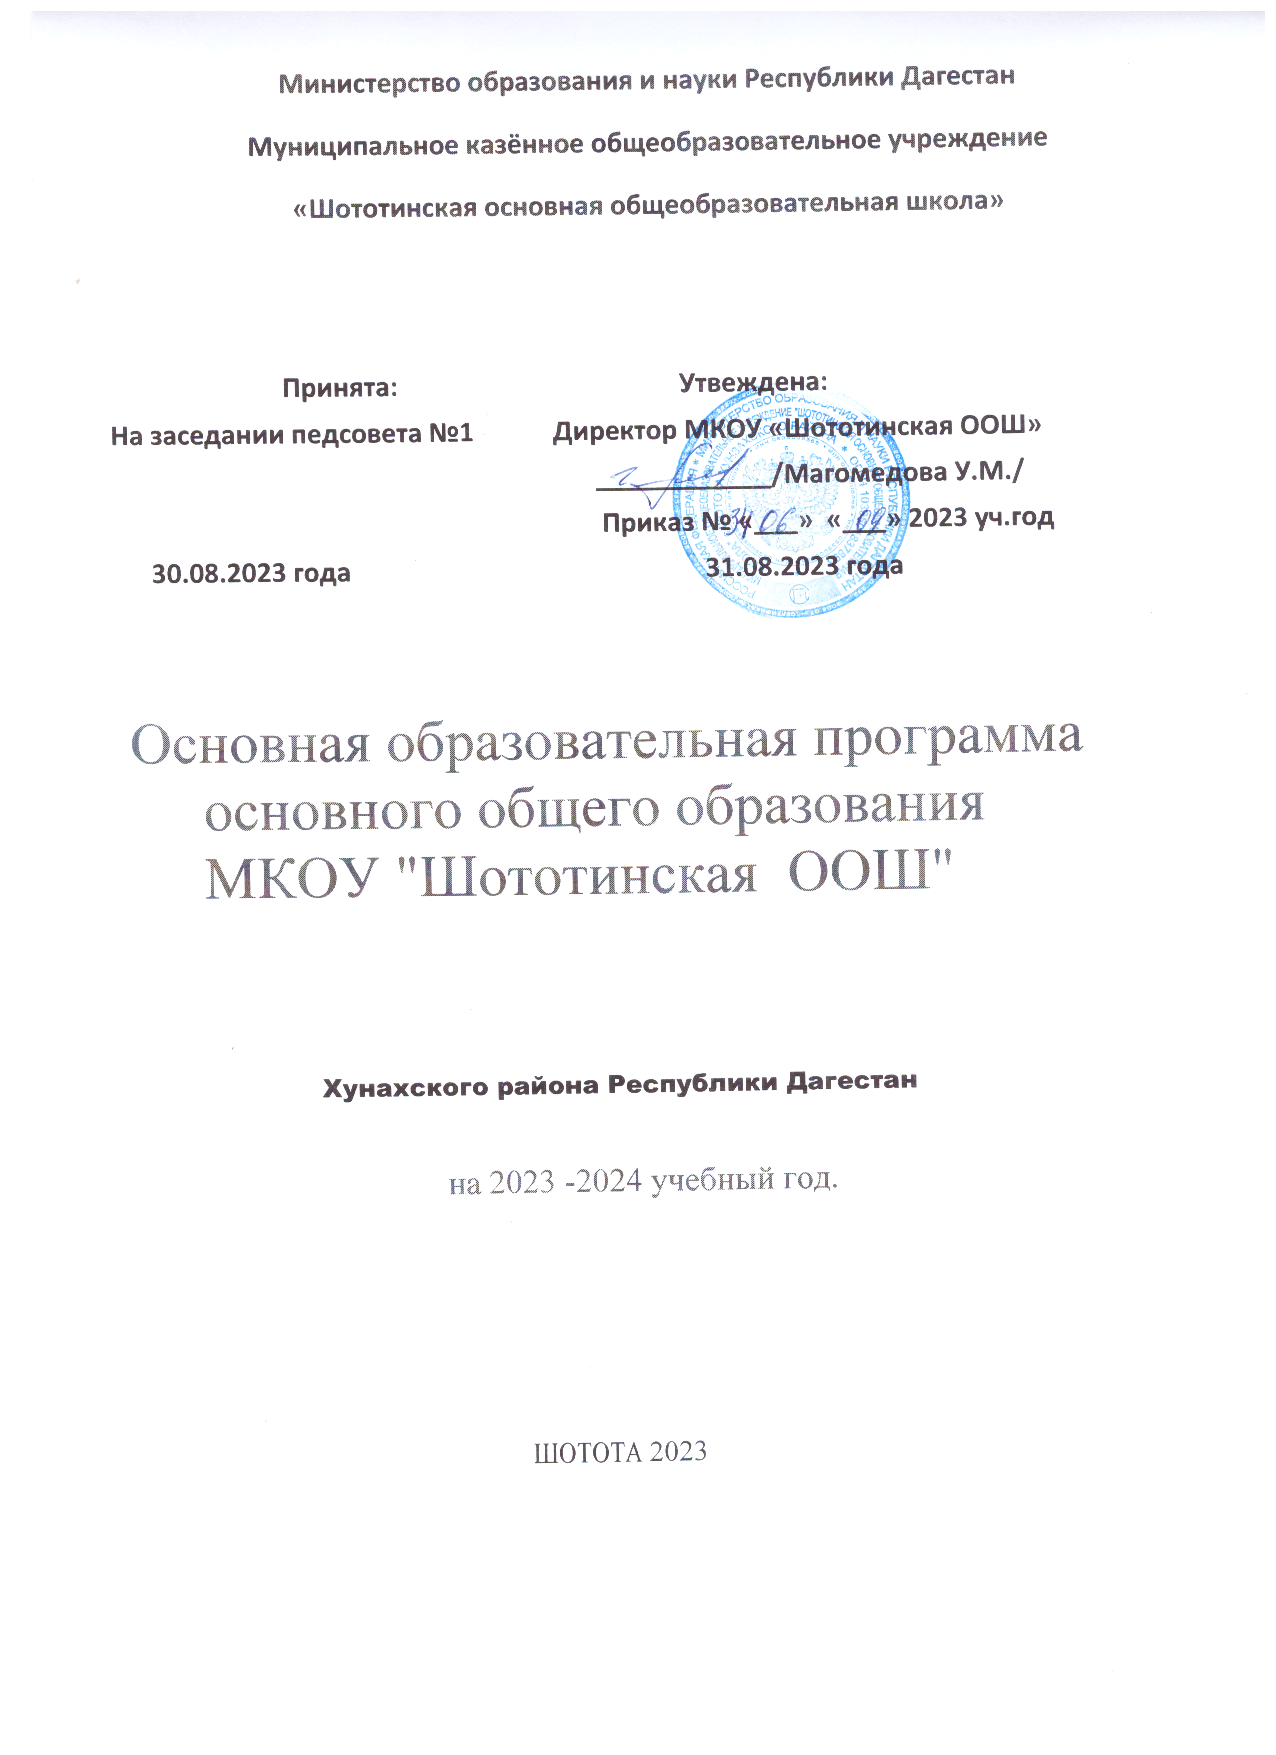 Министерство образования и науки Республики Дагестан
Муниципальное казённое общеобразовательное учреждение
«Шототинская основная общеобразовательная школа»
Принята:
Утвеждена:
На заседании педсовета №1
Директор МКОУ «Шототинская ООШ»
/Магомедова У.М./
Приказ № 34 «06» «09» 2023 уч.год
30.08.2023 года
31.08.2023 года
Основная образовательная программа
основного общего образования
МКОУ "Шототинская ООШ"
Хунахского района Республики Дагестан
на 2023 -2024 учебный год.
ШОТОТА 2023